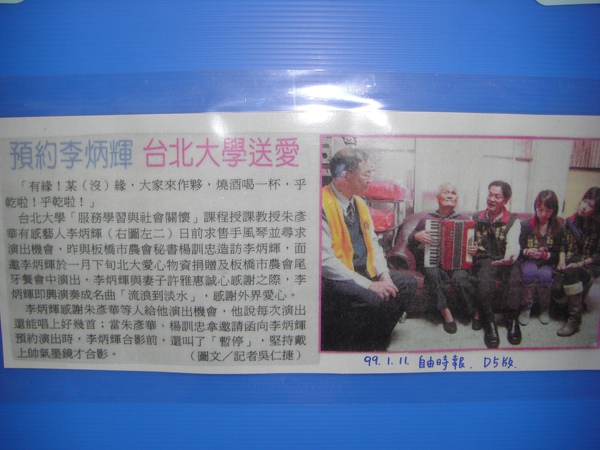 預約李炳輝 台北大學送愛
「有緣！某（沒）緣，大家來作夥，燒酒喝一杯，乎
乾啦！乎乾啦！」
台北大學「服務學習與社會關懷」課程授課教授朱彥
華有感藝人李炳輝（右圖左二）日前求售手風琴並尋求
演出機會，昨與板橋市農會秘書楊訓忠造訪李炳輝，面
邀李炳輝於一月下旬北大愛心物資捐贈及板橋市農會尾
牙餐會中演出，李炳輝與妻子許雅惠誠心感謝之際，李
炳輝即興演奏成名曲「流浪到淡水」，感謝外界愛心。
李炳輝感謝朱彥華等人給他演出機會，他說每次演出
還能唱上好幾首；當朱彥華、楊訓忠拿邀請函向李炳輝
預約演出時，李炳輝合影前，還叫了「暫停」，堅持戴
上帥氣墨鏡才合影。 （圖文／記者吳仁捷）
99.1.11. 自由時報. D5版.